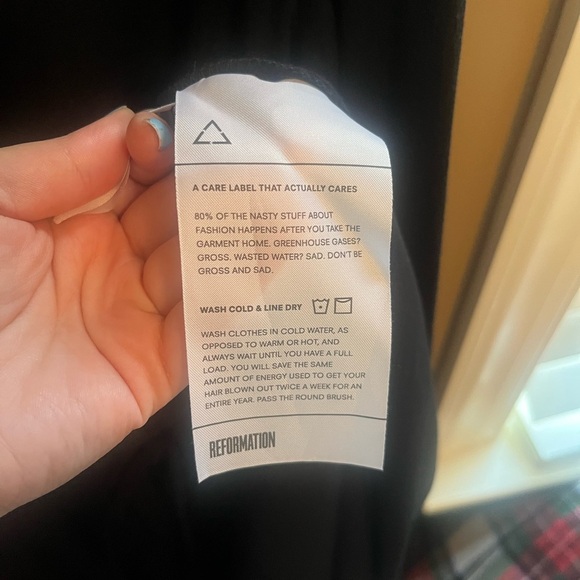 A CARE LABEL THAT ACTUALLY CARES
80% OF THE NASTY STUFF ABOUT
FASHION HAPPENS AFTER YOU TAKE THE
GARMENT HOME. GREENHOUSE GASES?
GROSS. WASTED WATER? SAD. DON'T BE
GROSS AND SAD.
WASH COLD & LINE DRY
WASH CLOTHES IN COLD WATER, AS
OPPOSED TO WARM OR HOT, AND
ALWAYS WAIT UNTIL YOU HAVE A FULL
LOAD. YOU WILL SAVE THE SAME
AMOUNT OF ENERGY USED TO GET YOUR
HAIR BLOWN OUT TWICE A WEEK FOR AN
ENTIRE YEAR. PASS THE ROUND BRUSH.
REFORMATION